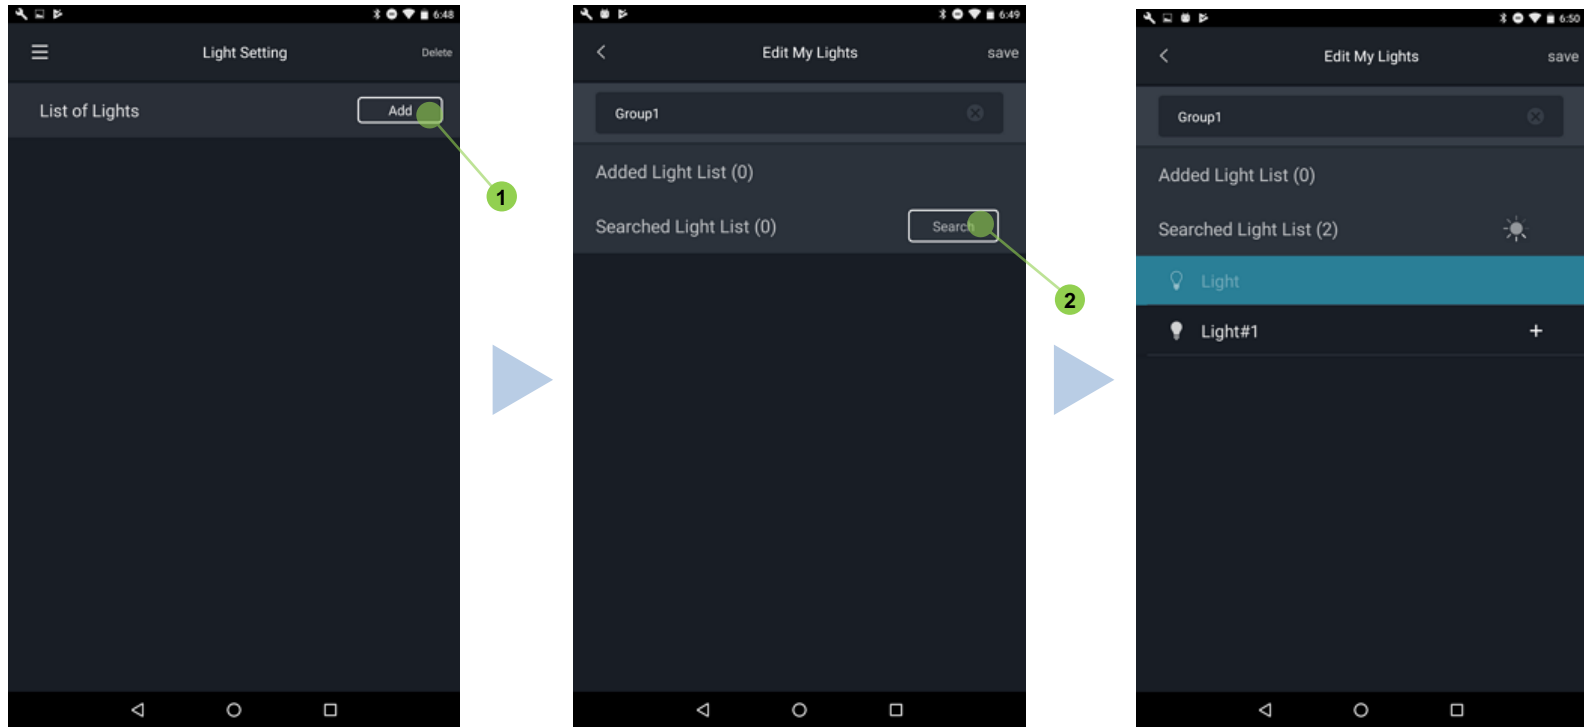 6:48
Light Setting
Delete
List of Lights
Add
1
6:49
Edit My Lights
save
Group1
Added Light List (0)
Searched Light List (0)
Search
2
6:50
Edit My Lights
save
Group1
Added Light List (0)
Searched Light List (2)
Light
Light#1
+